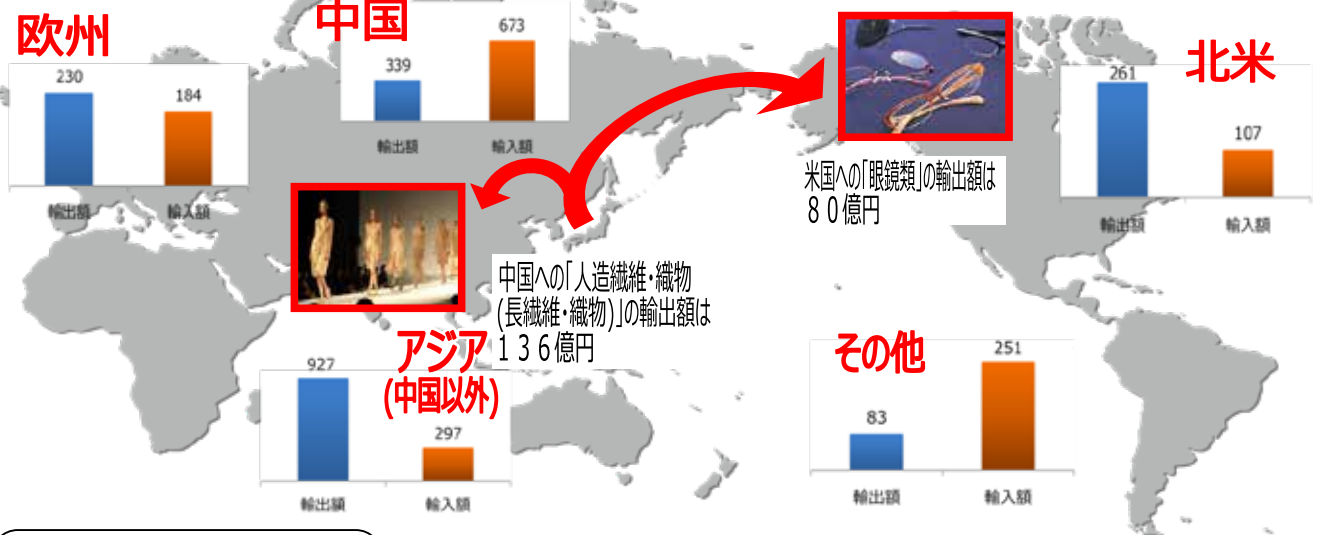 欧州
230
184
輸出額
輸入額
中国
339
673
輸出額
輸入額
北米
261
107
輸出額
輸入額
米国への「眼鏡類」の輸出額は
８０億円
中国への「人造繊維・織物
(長繊維・織物)」の輸出額は
１３６億円
アジア
(中国以外)
927
297
輸出額
輸入額
その他
83
251
輸出額
輸入額